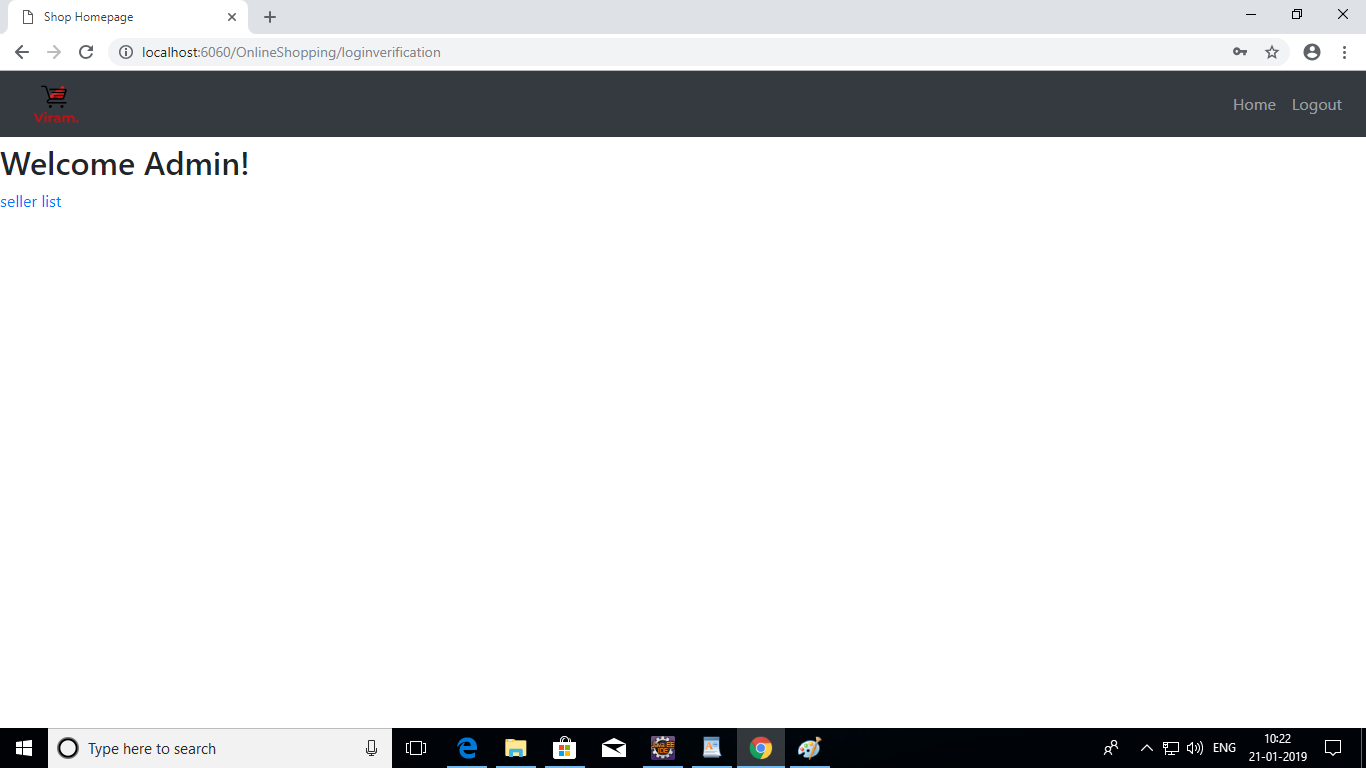 Shop Homepage
localhost:6060/OnlineShopping/loginverification
Viram.
Home
Logout
Welcome Admin!
seller list
Type here to search
ENG
10:22
21-01-2019